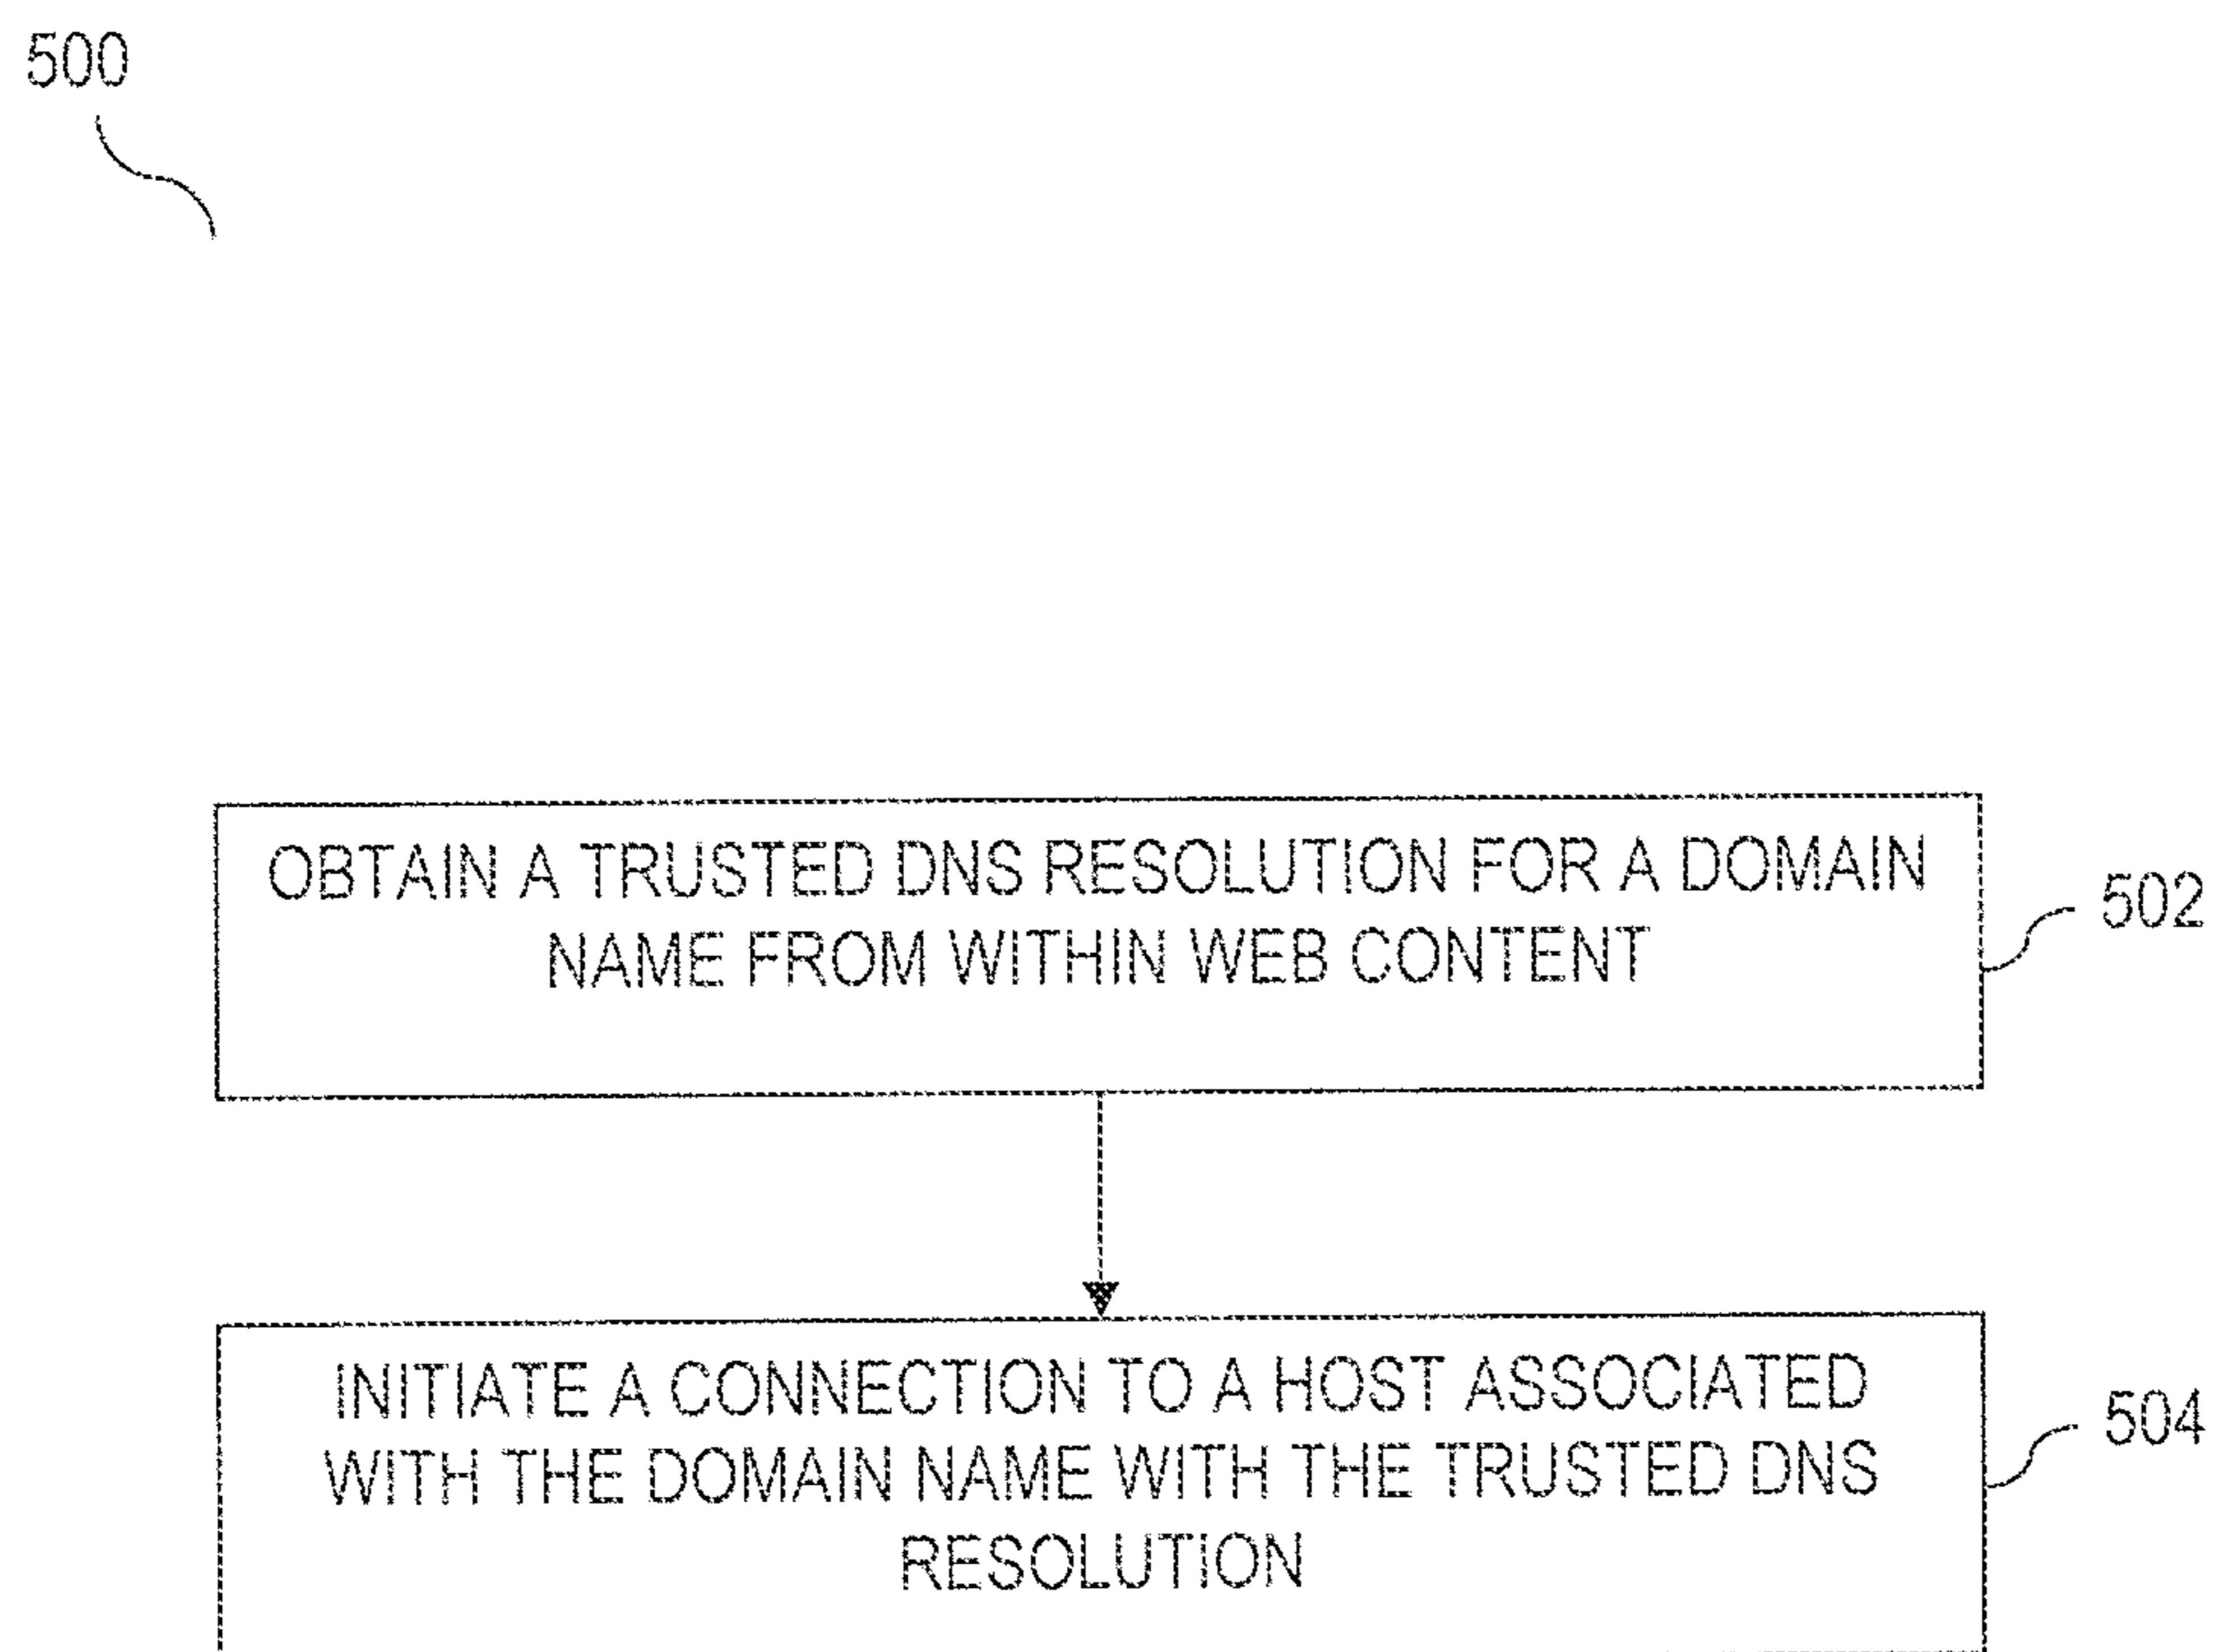 500
OBTAIN A TRUSTED DNS RESOLUTION FOR A DOMAIN
NAME FROM WITHIN WEB CONTENT
502
INITIATE A CONNECTION TO A HOST ASSOCIATED
WITH THE DOMAIN NAME WITH THE TRUSTED DNS
RESOLUTION
504